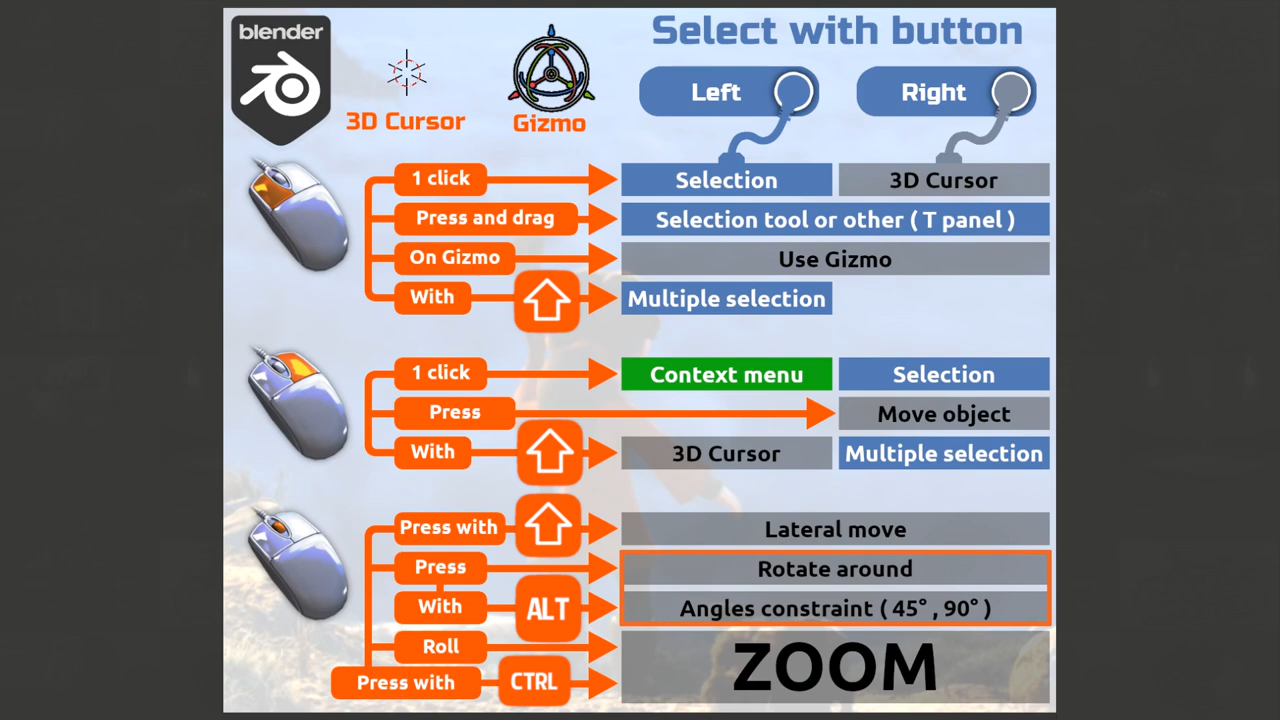 blender
Select with button
3D Cursor
Gizmo
Left
Right
1 click
Selection
3D Cursor
Press and drag
Selection tool or other ( T panel )
On Gizmo
Use Gizmo
With
Multiple selection
1 click
Context menu
Selection
Press
Move object
With
3D Cursor
Multiple selection
Press with
Lateral move
Press
Rotate around
With
ALT
Angles constraint ( 45° , 90° )
Roll
ZOOM
Press with
CTRL